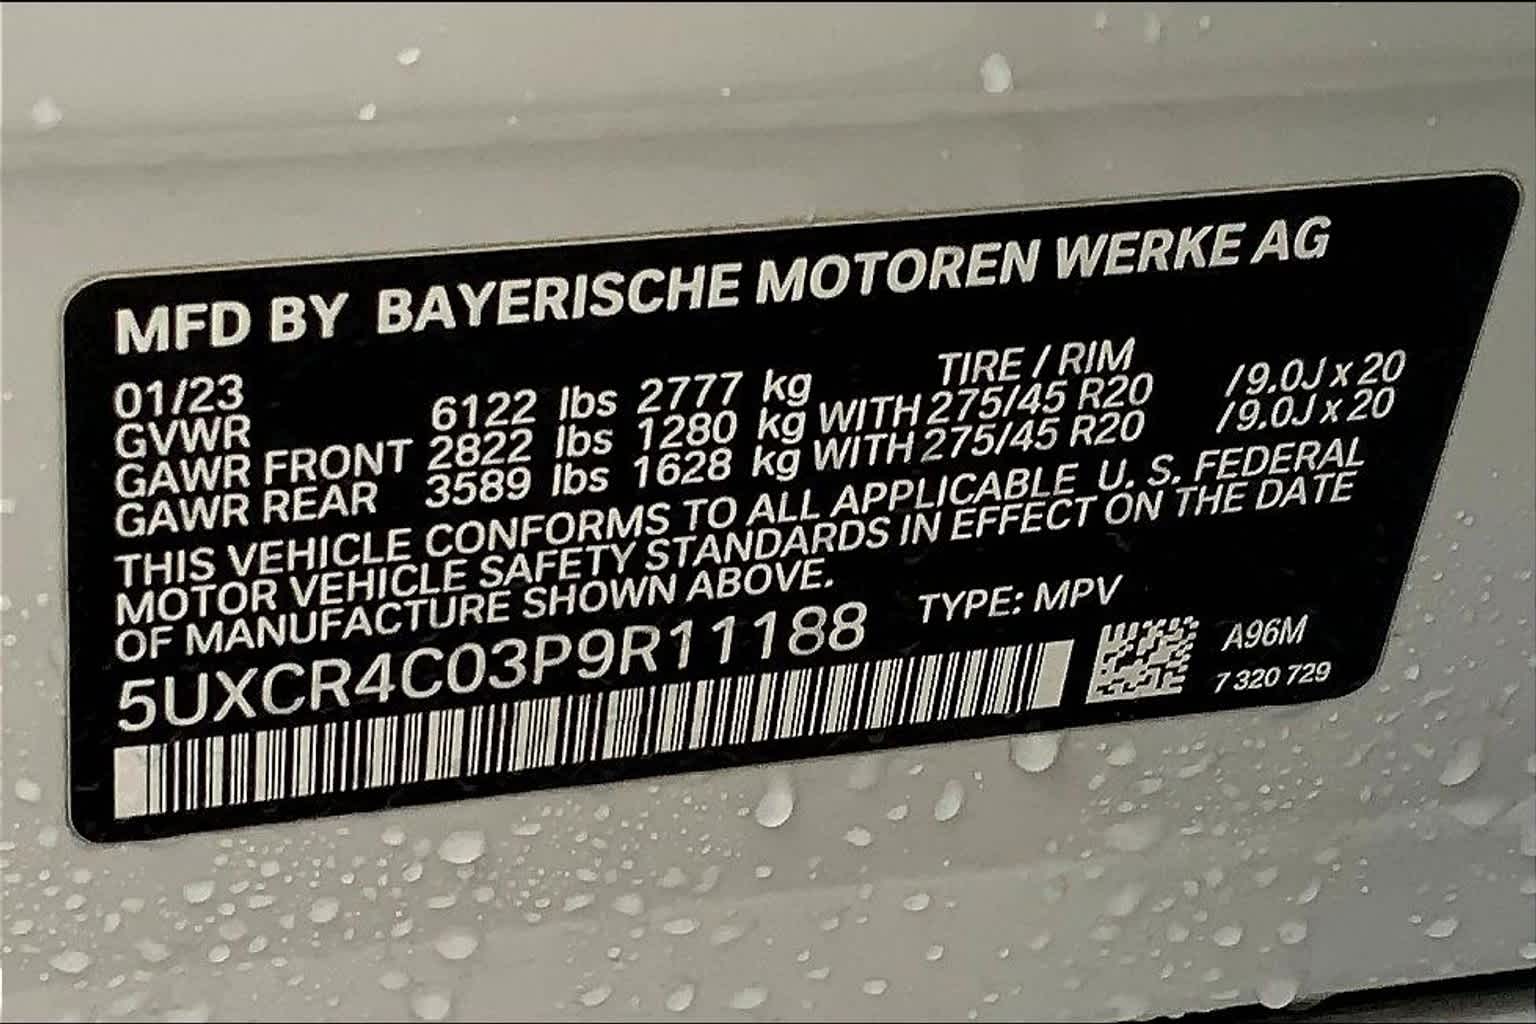 MFD BY BAYERISCHE MOTOREN WERKE AG
01/23 TIRE / RIM
GVWR 6122 lbs 2777 kg
GAWR FRONT 2822 lbs 1280 kg WITH 275/45 R20 /9.0J x 20
GAWR REAR 3589 lbs 1628 kg WITH 275/45 R20 /9.0J x 20
THIS VEHICLE CONFORMS TO ALL APPLICABLE U. S. FEDERAL
MOTOR VEHICLE SAFETY STANDARDS IN EFFECT ON THE DATE
OF MANUFACTURE SHOWN ABOVE.
5UXCR4C03P9R11188 TYPE: MPV
A96M
7 320 729